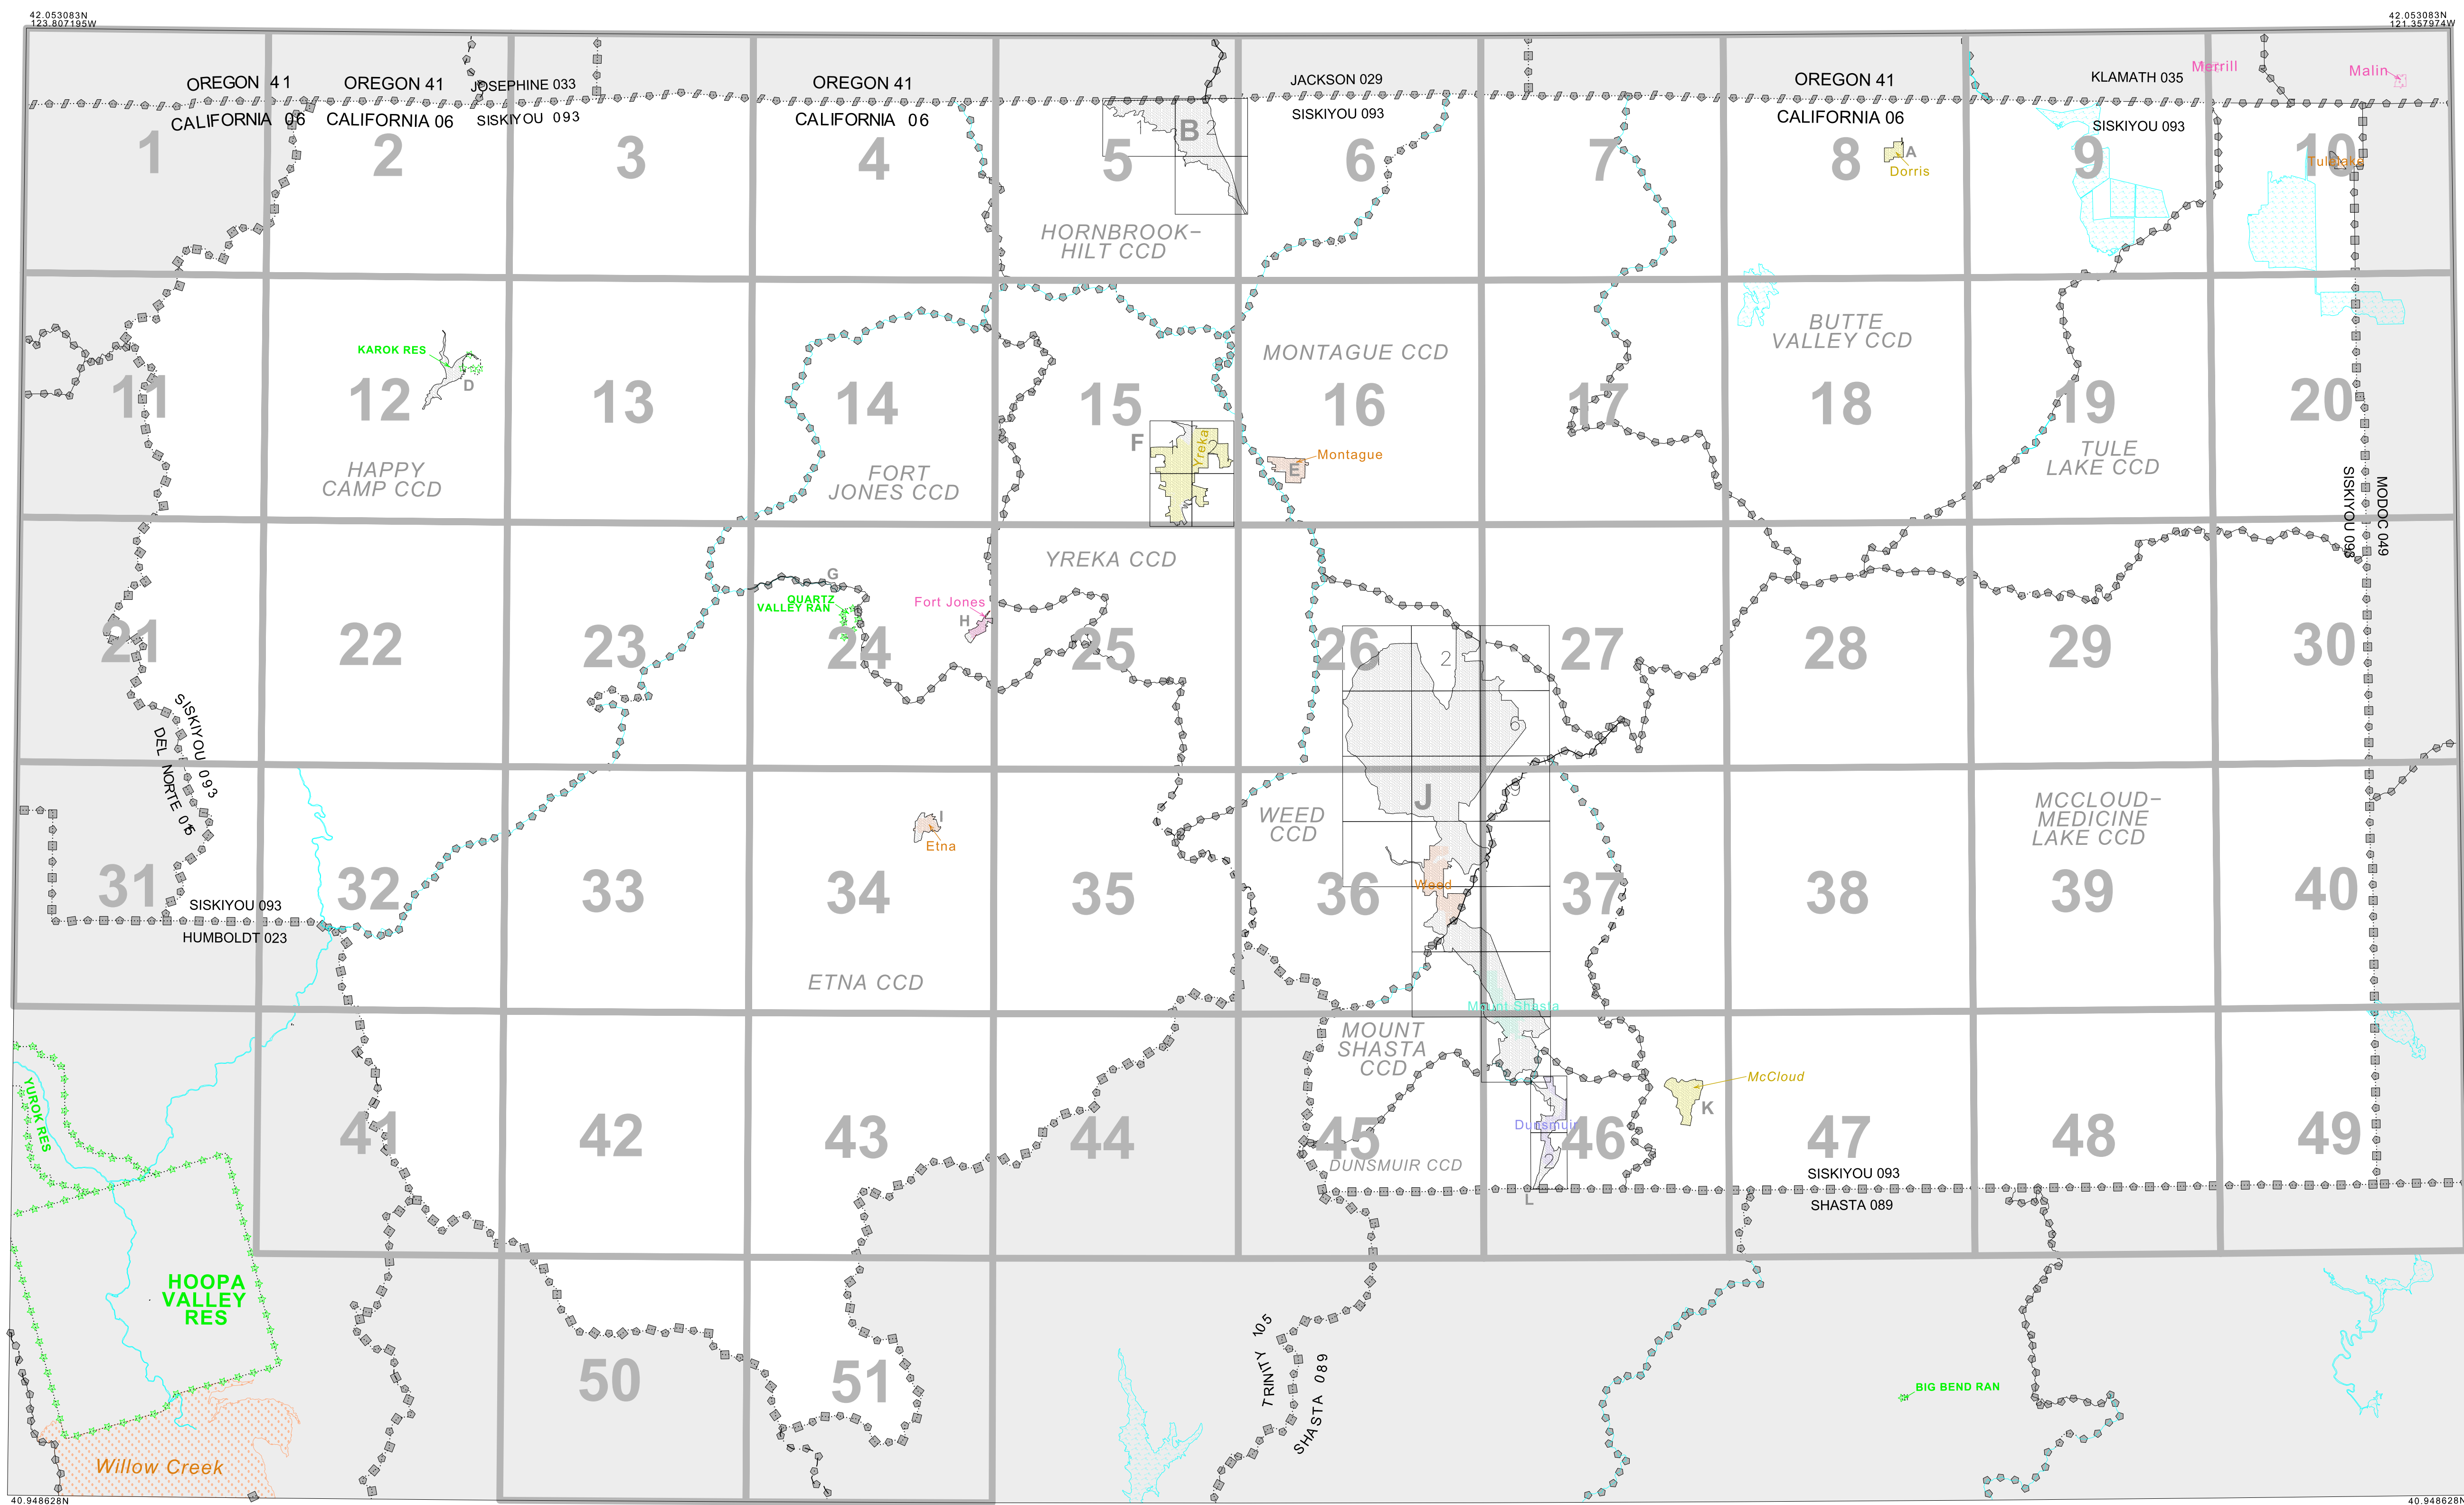 42.053083N
123.807195W
42.053083N
121.357974W
OREGON 41
OREGON 41
JOSEPHINE 033
OREGON 41
JACKSON 029
OREGON 41
KLAMATH 035
Merrill
Malin
CALIFORNIA 06
CALIFORNIA 06
SISKIYOU 093
CALIFORNIA 06
SISKIYOU 093
CALIFORNIA 06
SISKIYOU 093
1
2
3
4
5
1
B
2
6
7
8
A
Dorris
9
10
Tulelake
HORNBROOK-
HILT CCD
KAROK RES
D
MONTAGUE CCD
BUTTE
VALLEY CCD
11
12
13
14
15
16
17
18
19
20
HAPPY
CAMP CCD
FORT
JONES CCD
F
1
Yreka
2
E
Montague
TULE
LAKE CCD
SISKIYOU 093
MODOC 049
YREKA CCD
G
QUARTZ
VALLEY RAN
Fort Jones
H
21
22
23
24
25
26
2
27
28
29
30
6
SISKIYOU 093
DEL NORTE 015
J
9
WEED
CCD
MCCLOUD-
MEDICINE
LAKE CCD
I
Etna
Weed
31
32
33
34
35
36
37
38
39
40
SISKIYOU 093
HUMBOLDT 023
ETNA CCD
Mount Shasta
MOUNT
SHASTA
CCD
McCloud
K
YUROK RES
41
42
43
44
45
Dunsmuir
46
47
48
49
DUNSMUIR CCD
2
L
SISKIYOU 093
SHASTA 089
HOOPA
VALLEY
RES
50
51
TRINITY 105
SHASTA 089
BIG BEND RAN
Willow Creek
40.948628N
40.948628N